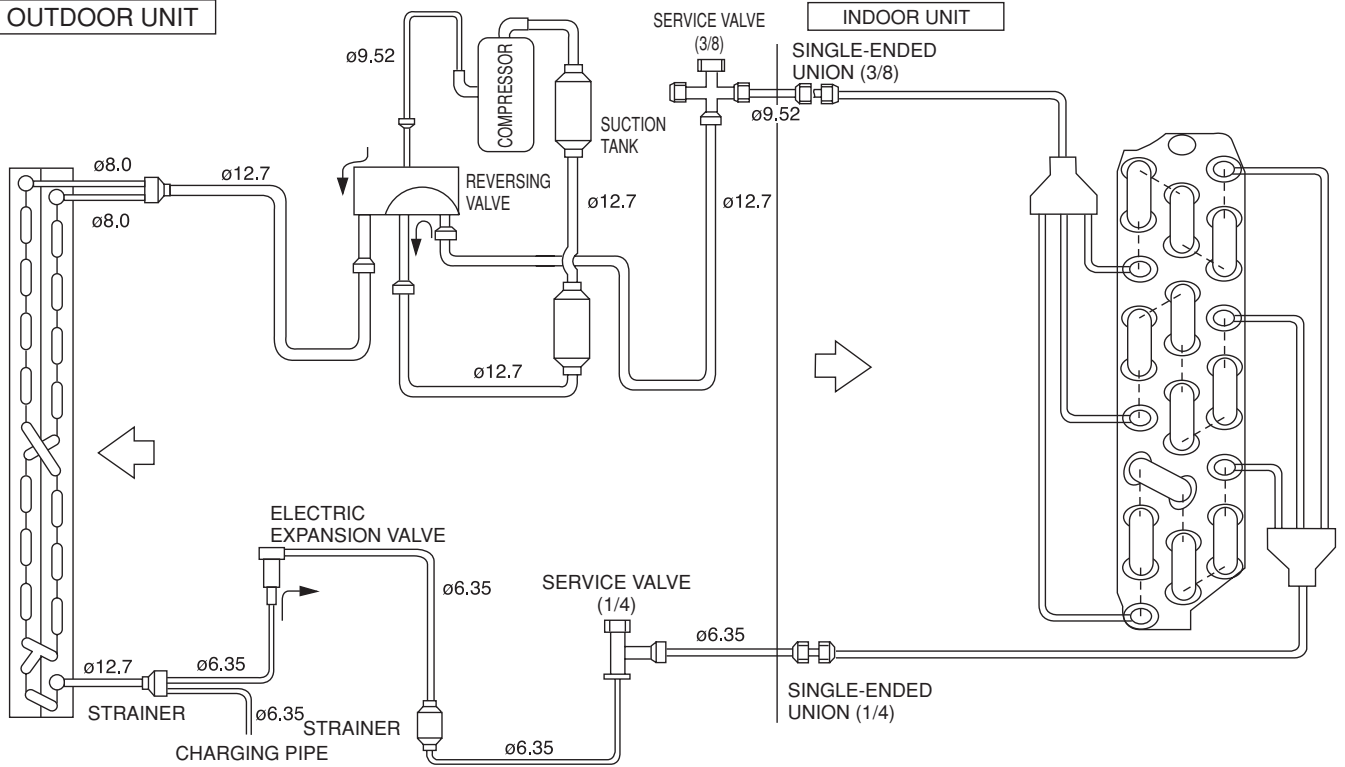 OUTDOOR UNIT
INDOOR UNIT
SERVICE VALVE
(3/8)
SINGLE-ENDED
UNION (3/8)
ø9.52
COMPRESSOR
SUCTION
TANK
ø9.52
ø8.0
ø12.7
REVERSING
VALVE
ø12.7
ø12.7
ø8.0
ø12.7
ELECTRIC
EXPANSION VALVE
ø6.35
SERVICE VALVE
(1/4)
ø6.35
ø12.7
ø6.35
SINGLE-ENDED
UNION (1/4)
STRAINER
ø6.35
STRAINER
CHARGING PIPE
ø6.35